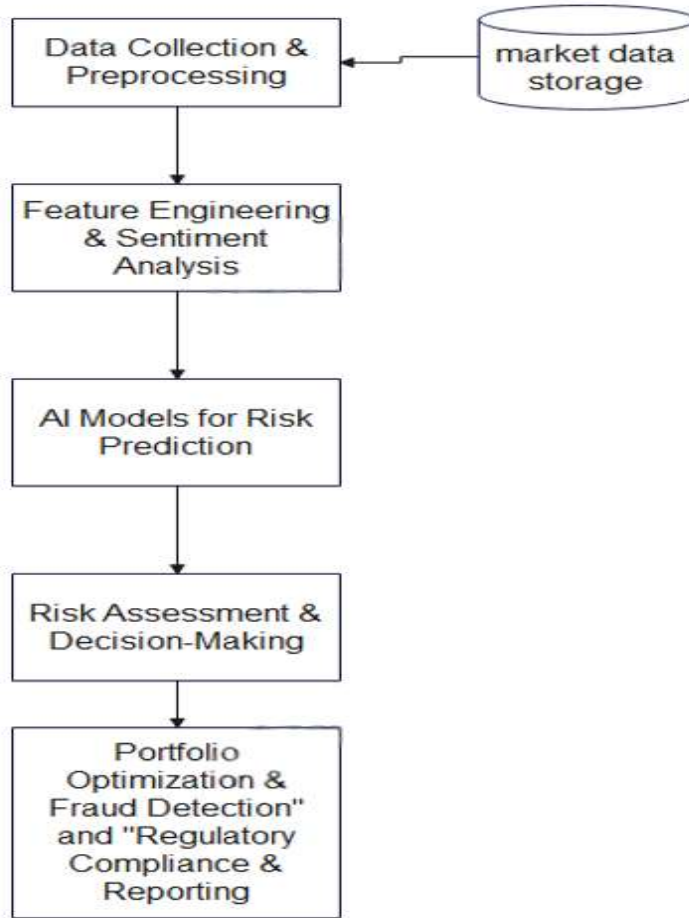 Data Collection &
Preprocessing
market data
storage
Feature Engineering
& Sentiment
Analysis
AI Models for Risk
Prediction
Risk Assessment &
Decision-Making
Portfolio
Optimization &
Fraud Detection"
and "Regulatory
Compliance &
Reporting